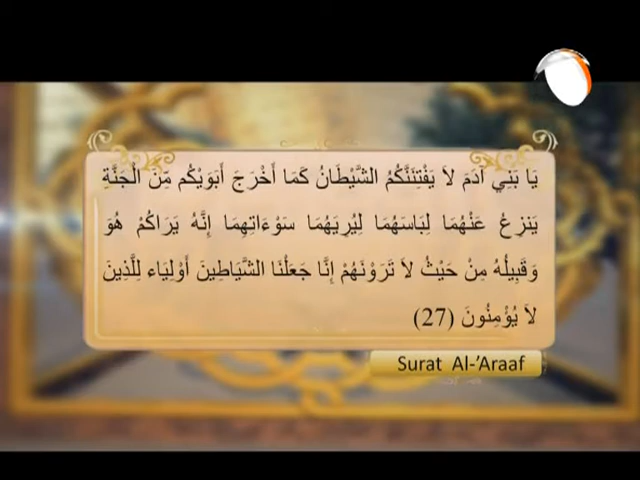 يَا بَنِي آدَمَ لاَ يَفْتِنَنَّكُمُ الشَّيْطَانُ كَمَا أَخْرَجَ أَبَوَيْكُم مِّنَ الْجَنَّةِ
يَنزِعُ عَنْهُمَا لِبَاسَهُمَا لِيُرِيَهُمَا سَوْءَاتِهِمَا إِنَّهُ يَرَاكُمْ هُوَ
وَقَبِيلُهُ مِنْ حَيْثُ لاَ تَرَوْنَهُمْ إِنَّا جَعَلْنَا الشَّيَاطِينَ أَوْلِيَاء لِلَّذِينَ
لاَ يُؤْمِنُونَ (27)
Surat Al-’Araaf